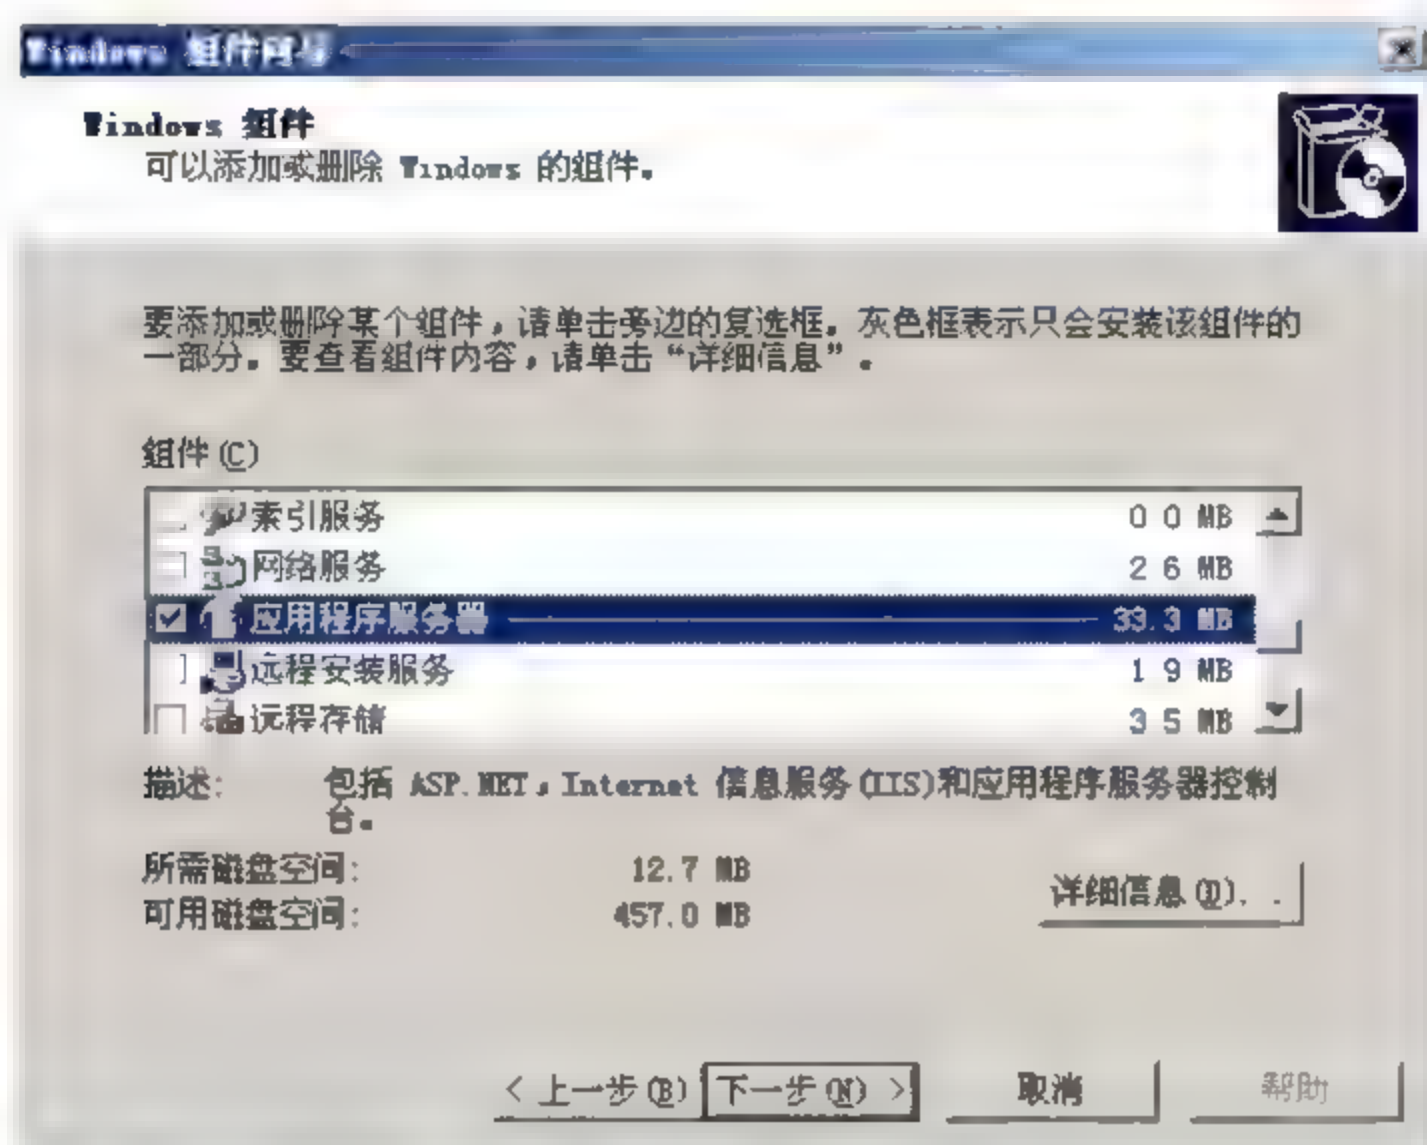 Windows 组件向导
Windows 组件
可以添加或删除 Windows 的组件。
要添加或删除某个组件，请单击旁边的复选框。灰色框表示只会安装该组件的
一部分。要查看组件内容，请单击“详细信息”。
组件(C)
索引服务 0 0 MB
网络服务 2 6 MB
应用程序服务器 33.3 MB
远程安装服务 1 9 MB
远程存储 3 5 MB
描述: 包括 ASP.NET，Internet 信息服务(IIS)和应用程序服务器控制
台。
所需磁盘空间: 12.7 MB
可用磁盘空间: 457.0 MB
详细信息(D). .
< 上一步(B) 下一步(N) > 取消 帮助